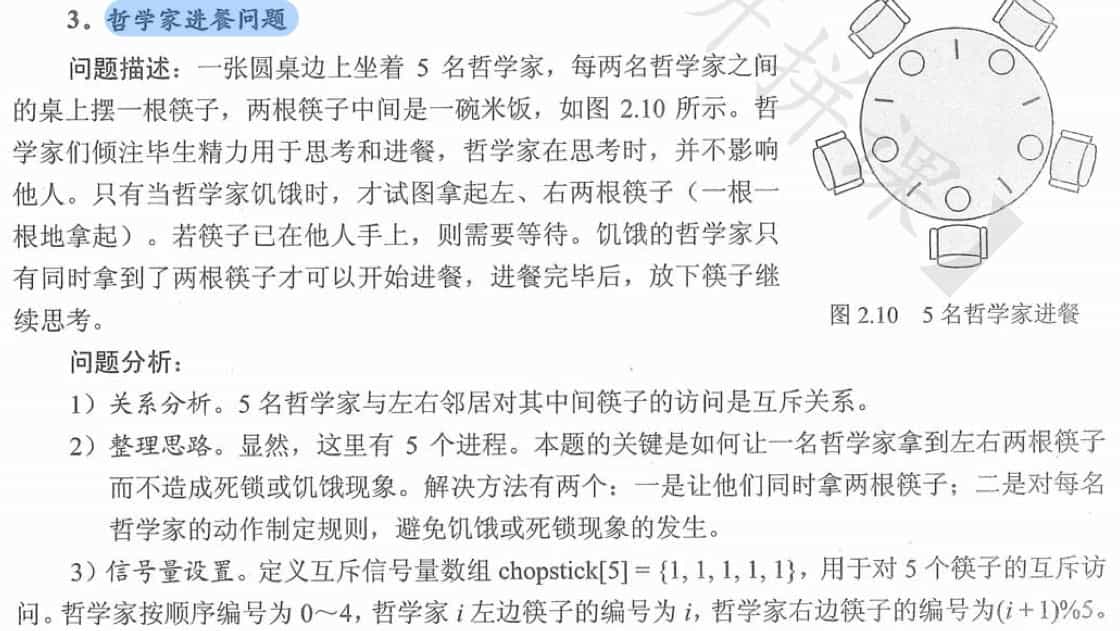 3。哲学家进餐问题
问题描述：一张圆桌边上坐着 5 名哲学家，每两名哲学家之间
的桌上摆一根筷子，两根筷子中间是一碗米饭，如图 2.10 所示。哲
学家们倾注毕生精力用于思考和进餐，哲学家在思考时，并不影响
他人。只有当哲学家饥饿时，才试图拿起左、右两根筷子（一根一
根地拿起）。若筷子已在他人手上，则需要等待。饥饿的哲学家只
有同时拿到了两根筷子才可以开始进餐，进餐完毕后，放下筷子继
续思考。
图 2.10　5 名哲学家进餐
问题分析：
1）关系分析。5 名哲学家与左右邻居对其中间筷子的访问是互斥关系。
2）整理思路。显然，这里有 5 个进程。本题的关键是如何让一名哲学家拿到左右两根筷子
而不造成死锁或饥饿现象。解决方法有两个：一是让他们同时拿两根筷子；二是对每名
哲学家的动作制定规则，避免饥饿或死锁现象的发生。
3）信号量设置。定义互斥信号量数组 chopstick[5] = {1, 1, 1, 1, 1}，用于对 5 个筷子的互斥访
问。哲学家按顺序编号为 0～4，哲学家 i 左边筷子的编号为 i，哲学家右边筷子的编号为(i + 1)%5。
拼课